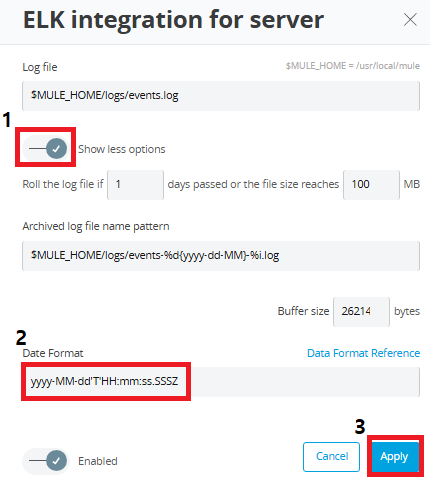 ELK integration for server
Log file $MULE_HOME = /usr/local/mule
$MULE_HOME/logs/events.log
1
Show less options
Roll the log file if 1 days passed or the file size reaches 100 MB
Archived log file name pattern
$MULE_HOME/logs/events-%d{yyyy-dd-MM}-%i.log
Buffer size 26214 bytes
2
Date Format Data Format Reference
yyyy-MM-dd'T'HH:mm:ss.SSSZ
3
Enabled Cancel Apply